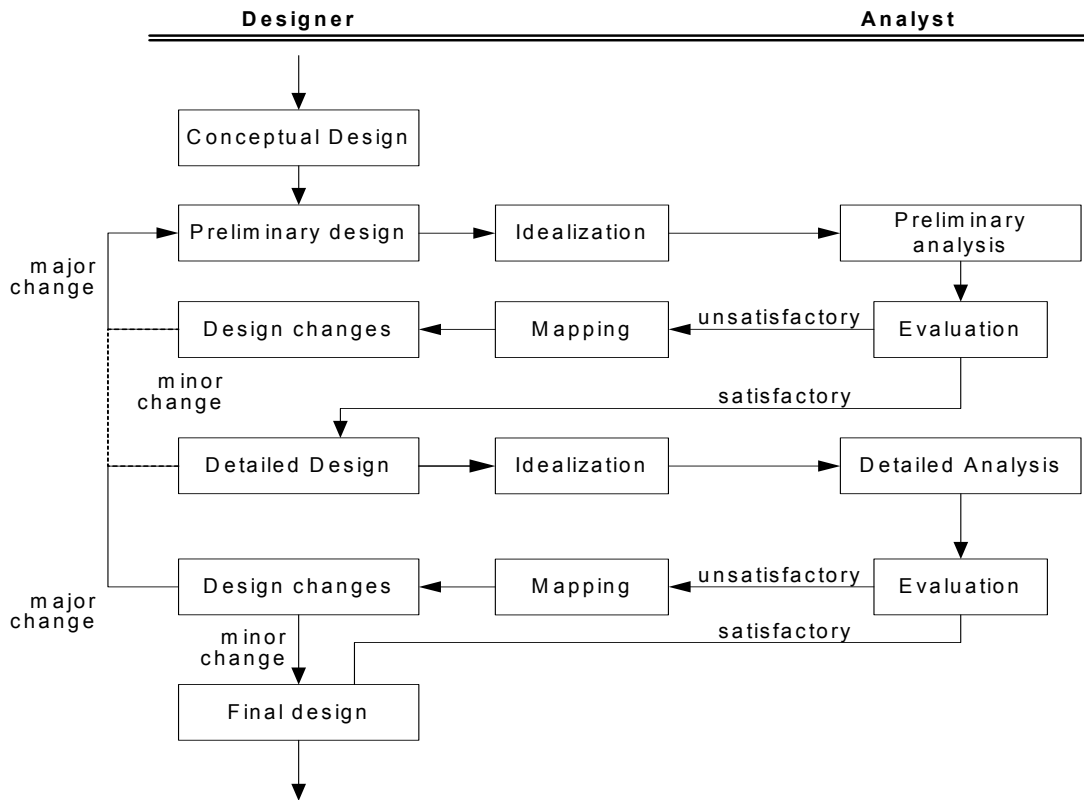 Designer
Analyst
Conceptual Design
Preliminary design
Idealization
Preliminary
analysis
major
change
Design changes
Mapping
unsatisfactory
Evaluation
minor
change
satisfactory
Detailed Design
Idealization
Detailed Analysis
Design changes
Mapping
unsatisfactory
Evaluation
major
change
minor
change
satisfactory
Final design